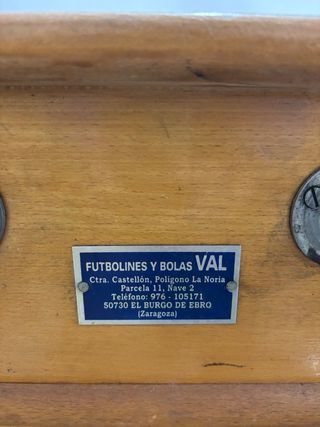 FUTBOLINES Y BOLAS VAL
Ctra. Castellón, Polígono La Noria
Parcela 11, Nave 2
Teléfono: 976 - 105171
50730 EL BURGO DE EBRO
(Zaragoza)